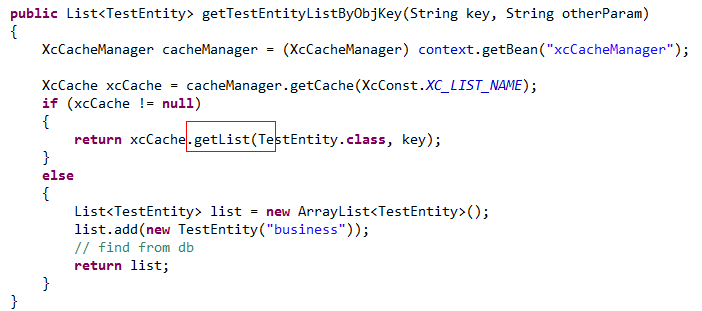 public List<TestEntity> getTestEntityListByObjKey(String key, String otherParam)
{
    XcCacheManager cacheManager = (XcCacheManager) context.getBean("xcCacheManager");
    XcCache xcCache = cacheManager.getCache(XcConst.XC_LIST_NAME);
    if (xcCache != null)
    {
        return xcCache.getList(TestEntity.class, key);
    }
    else
    {
        List<TestEntity> list = new ArrayList<TestEntity>();
        list.add(new TestEntity("business"));
        // find from db
        return list;
    }
}